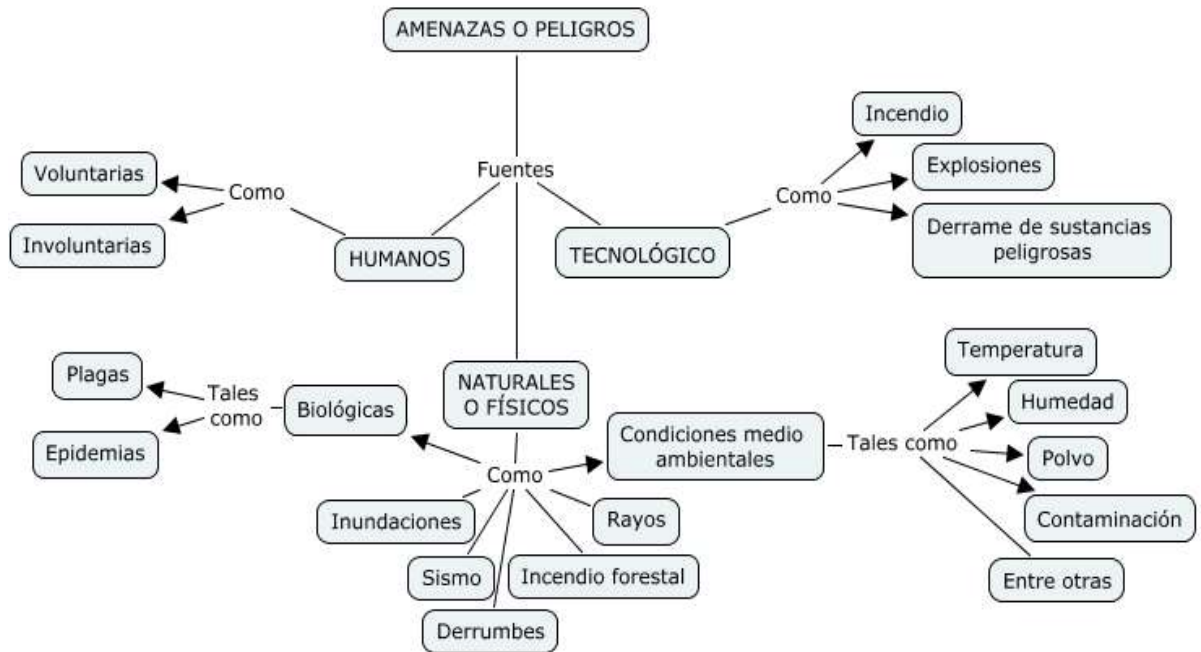 AMENAZAS O PELIGROS
Fuentes
HUMANOS
Como
Voluntarias
Involuntarias
TECNOLÓGICO
Como
Incendio
Explosiones
Derrame de sustancias
peligrosas
NATURALES
O FÍSICOS
Como
Biológicas
Tales
como
Plagas
Epidemias
Inundaciones
Sismo
Derrumbes
Incendio forestal
Rayos
Condiciones medio
ambientales
Tales como
Temperatura
Humedad
Polvo
Contaminación
Entre otras